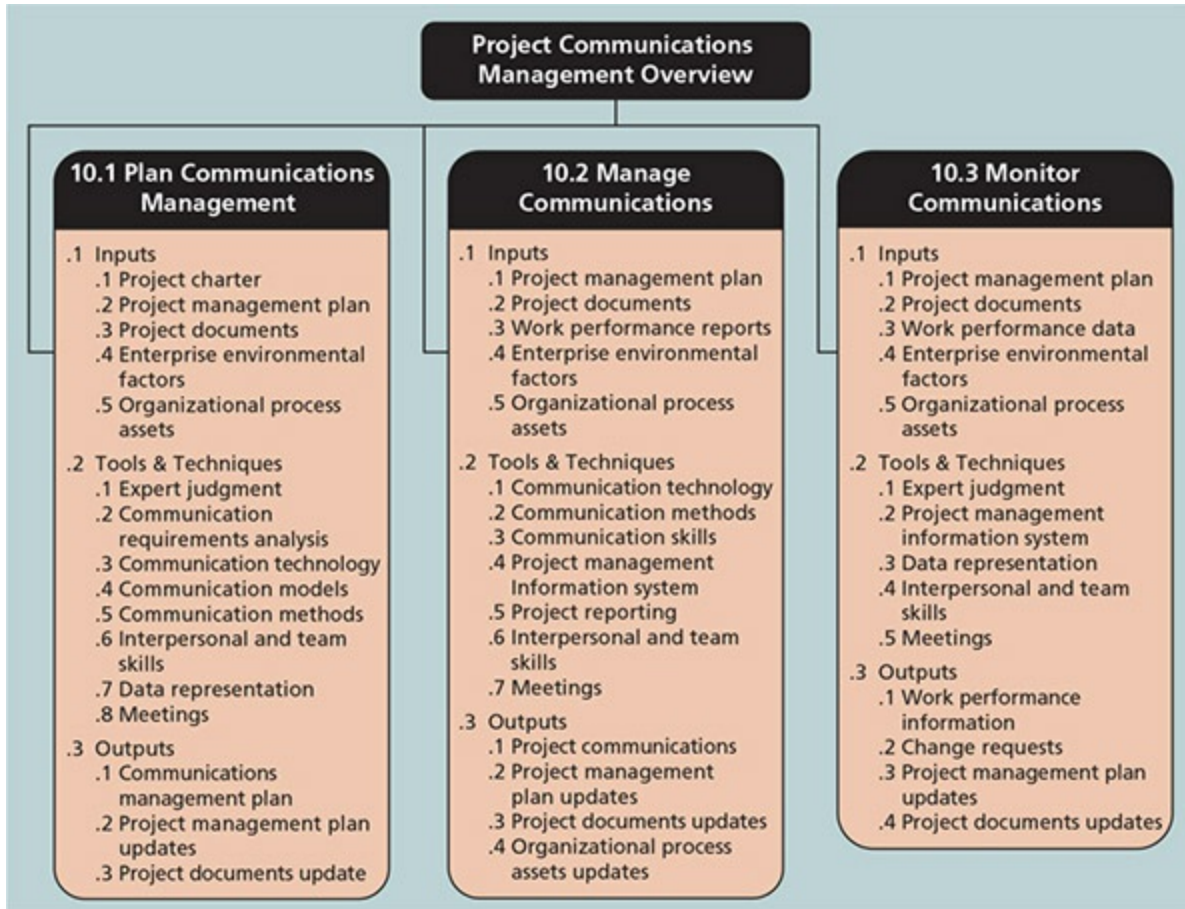 Project Communications
Management Overview
10.1 Plan Communications
Management
.1 Inputs
.1 Project charter
.2 Project management plan
.3 Project documents
.4 Enterprise environmental
factors
.5 Organizational process
assets
.2 Tools & Techniques
.1 Expert judgment
.2 Communication
requirements analysis
.3 Communication technology
.4 Communication models
.5 Communication methods
.6 Interpersonal and team
skills
.7 Data representation
.8 Meetings
.3 Outputs
.1 Communications
management plan
.2 Project management plan
updates
.3 Project documents update
10.2 Manage
Communications
.1 Inputs
.1 Project management plan
.2 Project documents
.3 Work performance reports
.4 Enterprise environmental
factors
.5 Organizational process
assets
.2 Tools & Techniques
.1 Communication technology
.2 Communication methods
.3 Communication skills
.4 Project management
Information system
.5 Project reporting
.6 Interpersonal and team
skills
.7 Meetings
.3 Outputs
.1 Project communications
.2 Project management
plan updates
.3 Project documents updates
.4 Organizational process
assets updates
10.3 Monitor
Communications
.1 Inputs
.1 Project management plan
.2 Project documents
.3 Work performance data
.4 Enterprise environmental
factors
.5 Organizational process
assets
.2 Tools & Techniques
.1 Expert judgment
.2 Project management
information system
.3 Data representation
.4 Interpersonal and team
skills
.5 Meetings
.3 Outputs
.1 Work performance
information
.2 Change requests
.3 Project management plan
updates
.4 Project documents updates